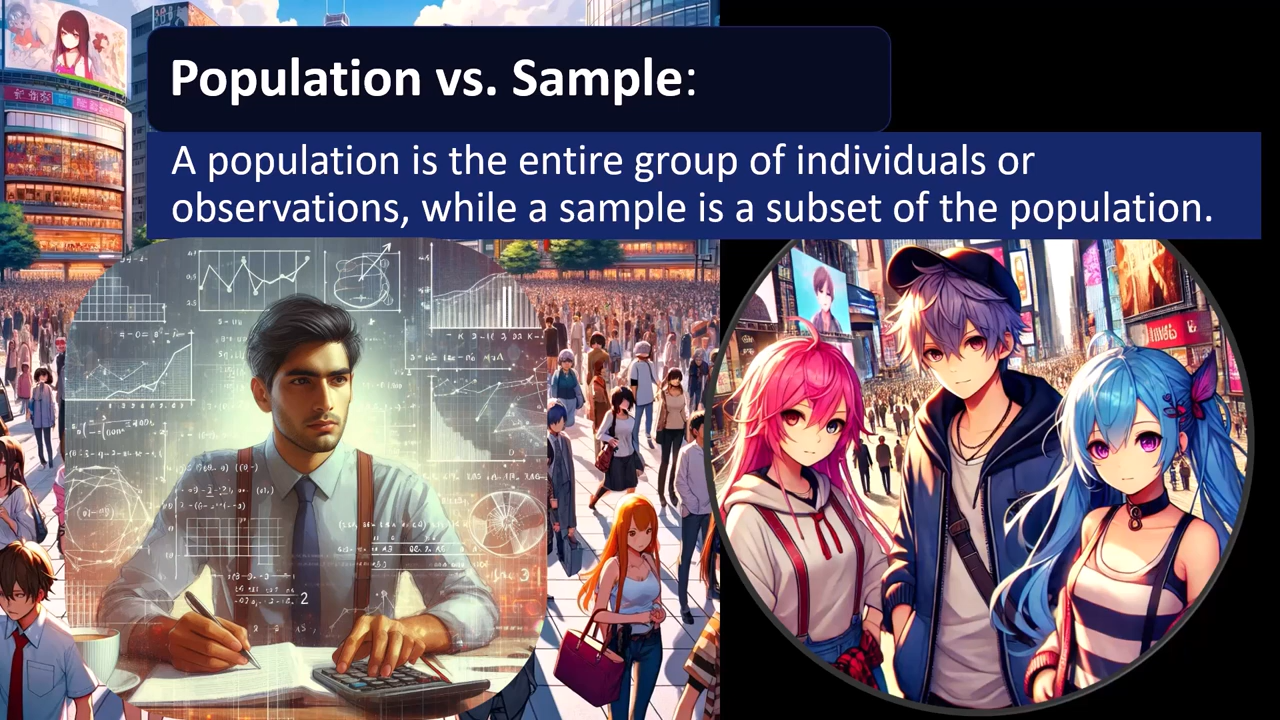 Population vs. Sample:
A population is the entire group of individuals or
observations, while a sample is a subset of the population.